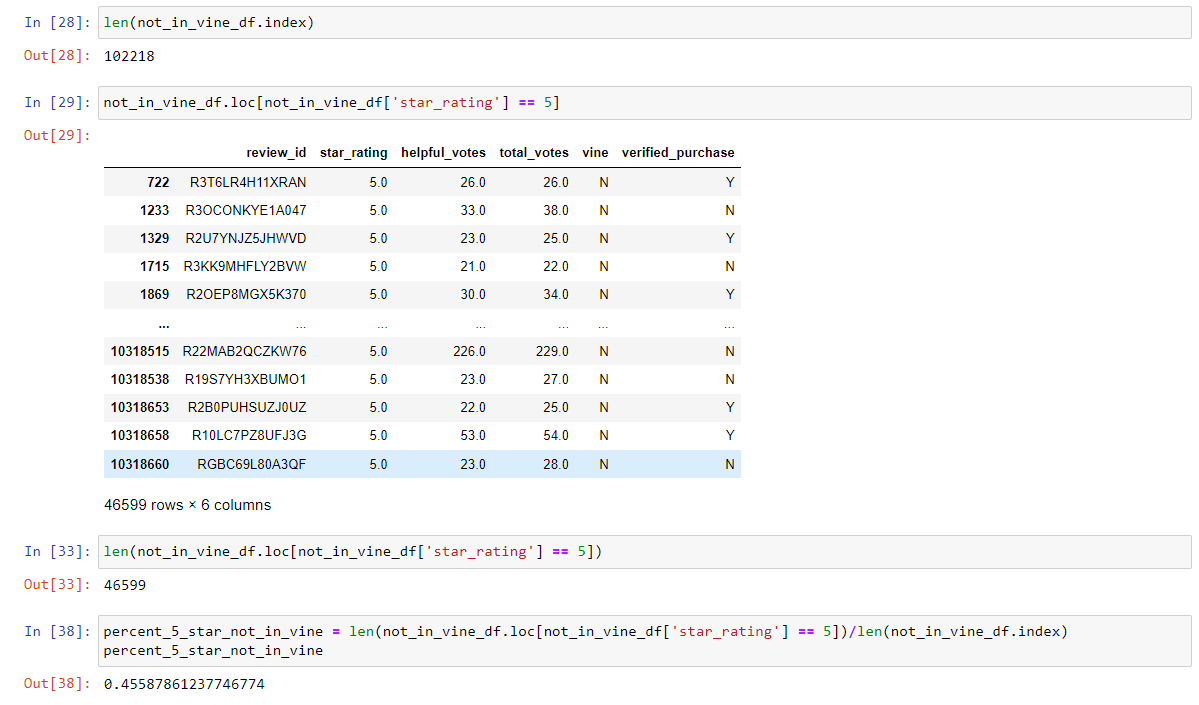 In [28]: len(not_in_vine_df.index)
Out[28]: 102218
In [29]: not_in_vine_df.loc[not_in_vine_df['star_rating'] == 5]
Out[29]:
review_id star_rating helpful_votes total_votes vine verified_purchase
722 R3T6LR4H11XRAN 5.0 26.0 26.0 N Y
1233 R3OCONKYE1A047 5.0 33.0 38.0 N N
1329 R2U7YNJZ5JHWVD 5.0 23.0 25.0 N Y
1715 R3KK9MHFLY2BVW 5.0 21.0 22.0 N N
1869 R2OEP8MGX5K370 5.0 30.0 34.0 N Y
... ... ... ... ... ... ...
10318515 R22MAB2QCZKW76 5.0 226.0 229.0 N N
10318538 R19S7YH3XBUMO1 5.0 23.0 27.0 N N
10318653 R2B0PUHSUZJ0UZ 5.0 22.0 25.0 N Y
10318658 R10LC7PZ8UFJ3G 5.0 53.0 54.0 N Y
10318660 RGBC69L80A3QF 5.0 23.0 28.0 N N
46599 rows × 6 columns
In [33]: len(not_in_vine_df.loc[not_in_vine_df['star_rating'] == 5])
Out[33]: 46599
In [38]: percent_5_star_not_in_vine = len(not_in_vine_df.loc[not_in_vine_df['star_rating'] == 5])/len(not_in_vine_df.index)
percent_5_star_not_in_vine
Out[38]: 0.45587861237746774